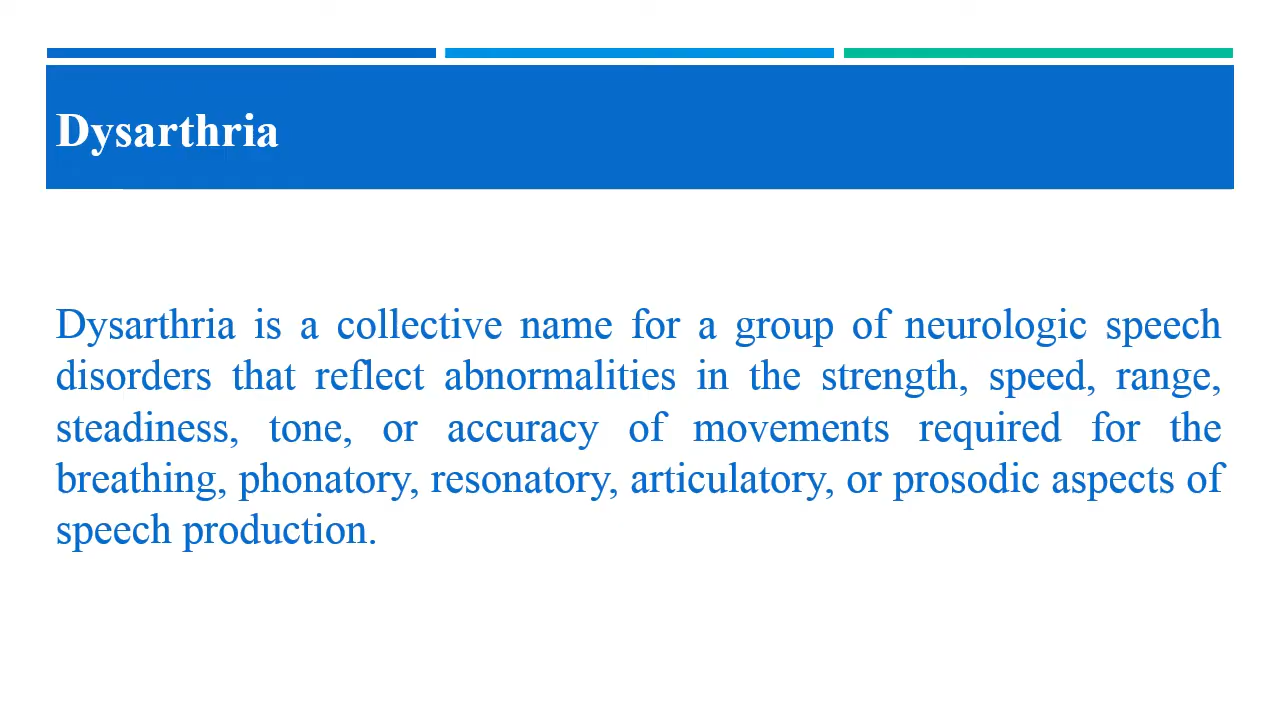 Dysarthria
Dysarthria is a collective name for a group of neurologic speech
disorders that reflect abnormalities in the strength, speed, range,
steadiness, tone, or accuracy of movements required for the
breathing, phonatory, resonatory, articulatory, or prosodic aspects of
speech production.